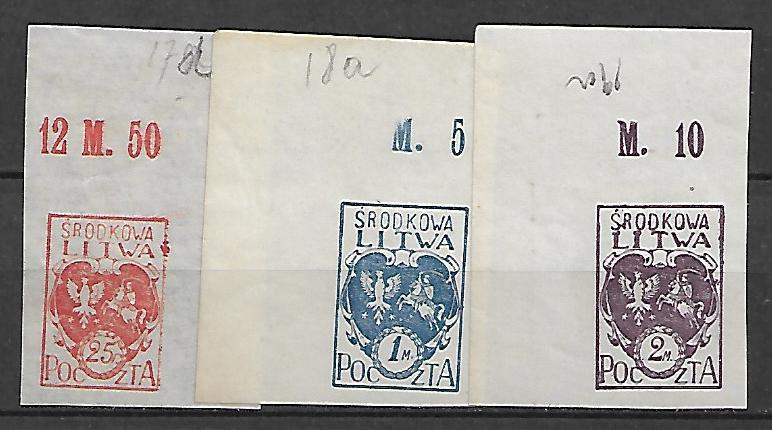 18a
12 M. 50
ŚRODKOWA
LITWA
25
POCZTA
M. 5
ŚRODKOWA
LITWA
1 M.
POCZTA
M. 10
ŚRODKOWA
LITWA
2 M.
POCZTA